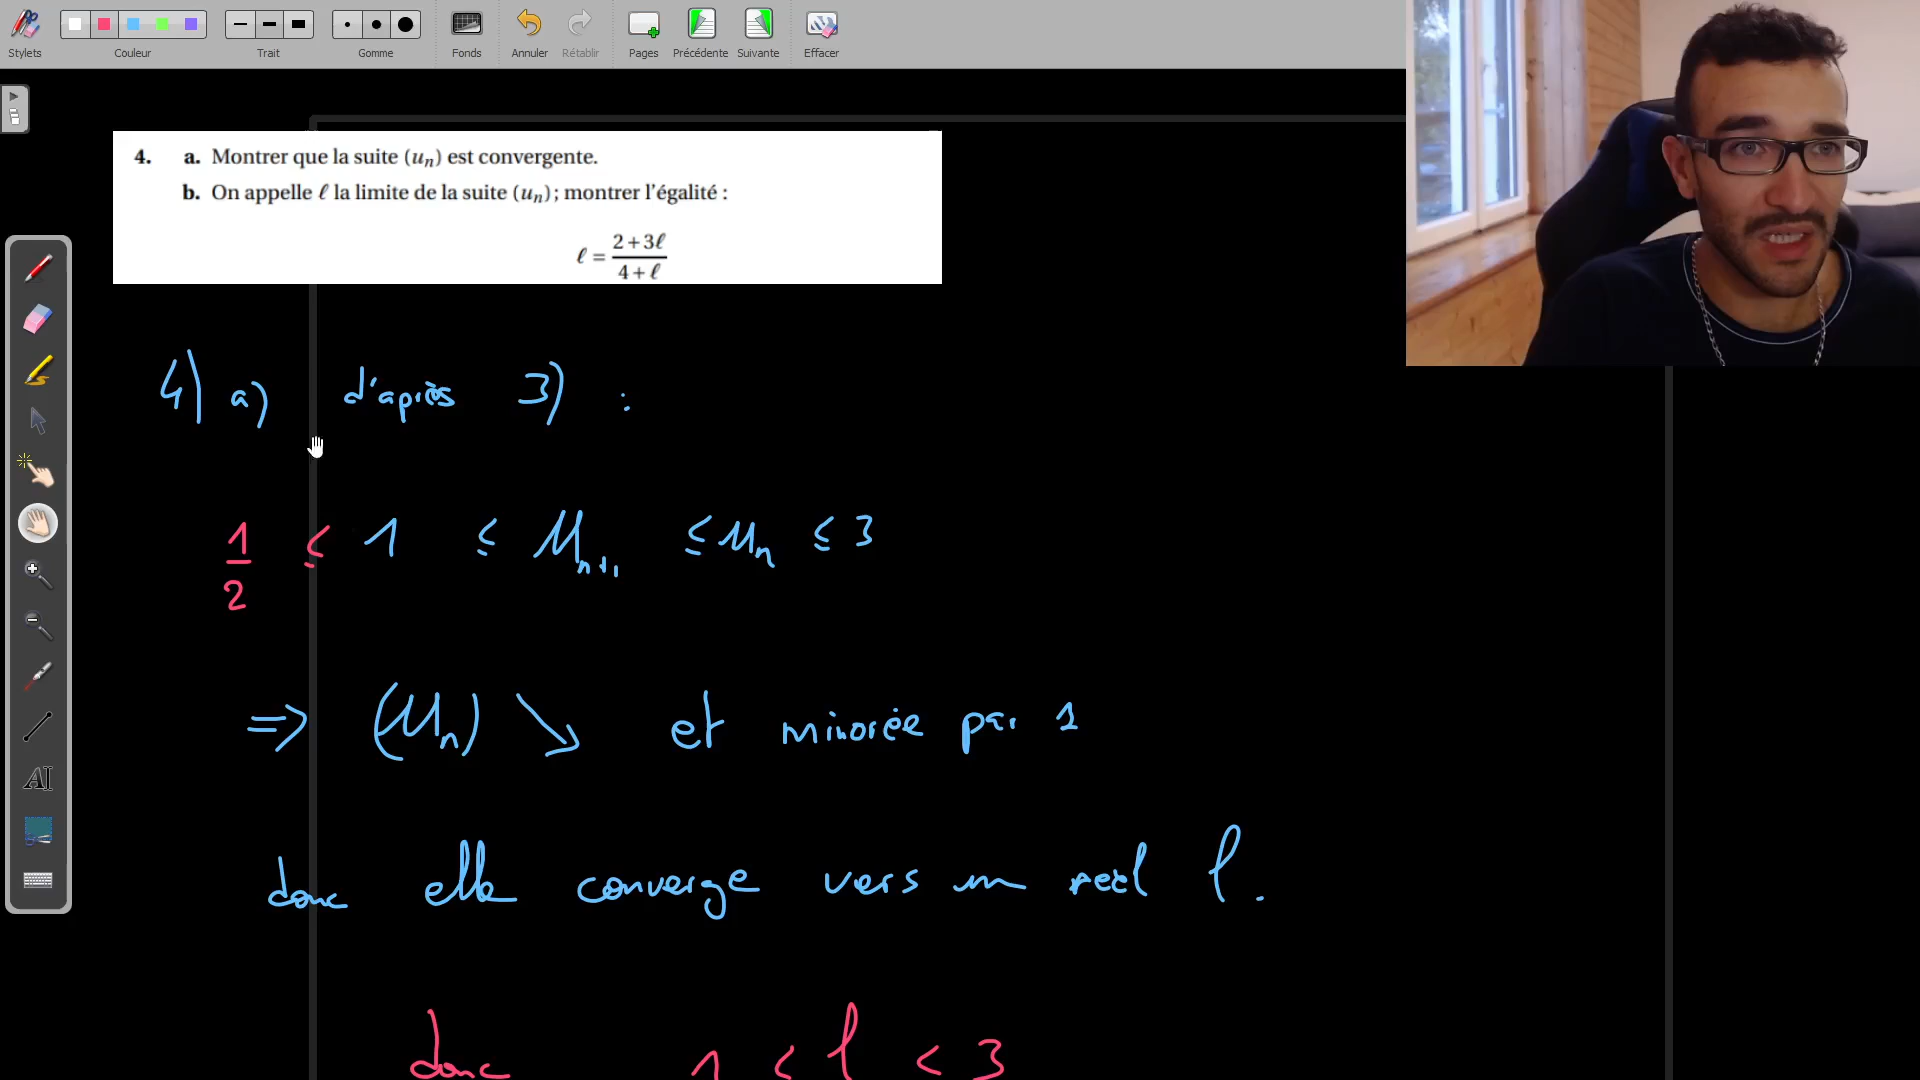 Stylets Couleur Trait Gomme Fonds Annuler Rétablir Pages Précédente Suivante Effacer
4. a. Montrer que la suite (uₙ) est convergente.
b. On appelle ℓ la limite de la suite (uₙ) ; montrer l'égalité :
ℓ = (2 + 3ℓ) / (4 + ℓ)
4) a) d'après 3) :
1/2 ≤ 1 ≤ Uₙ₊₁ ≤ Uₙ ≤ 3
=> (Uₙ) ↘ et minorée par 1
donc elle converge vers un réel l.
donc 1 < l < 3
AI